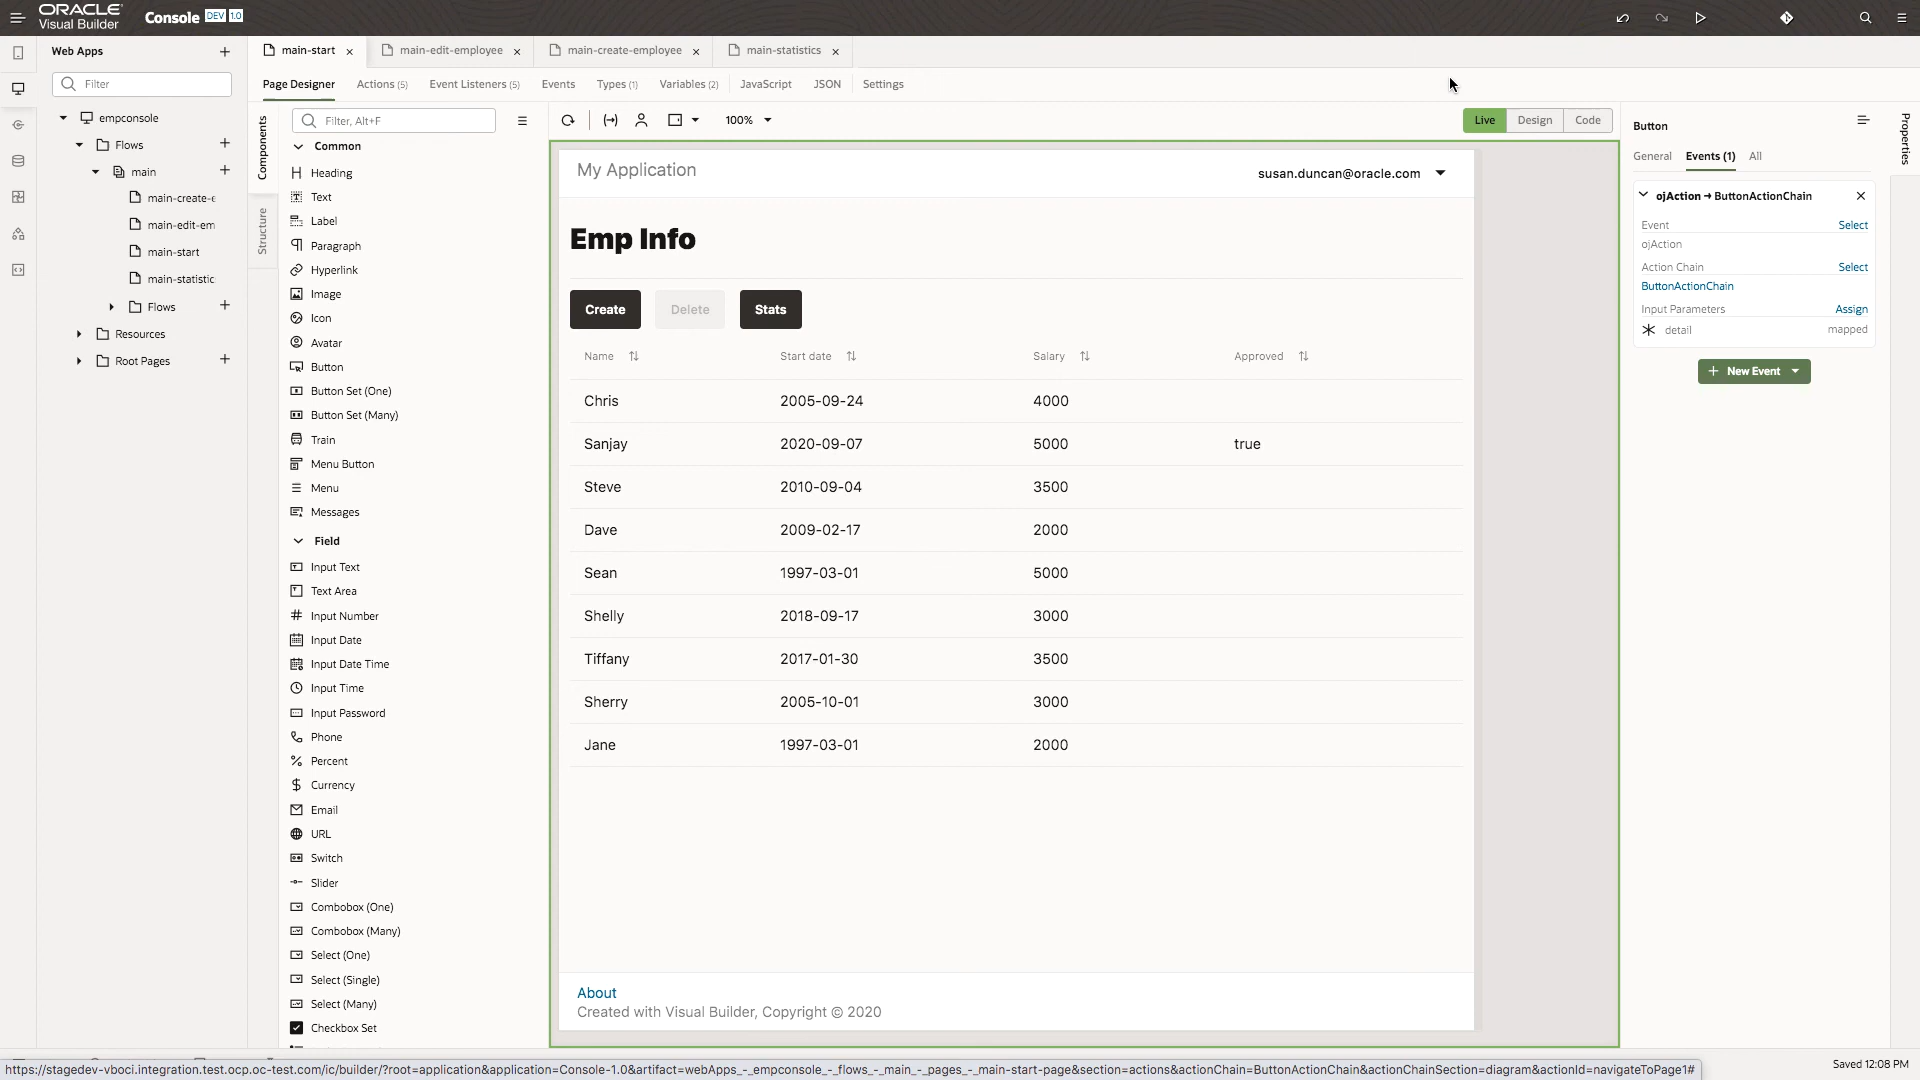 ORACLE
Visual Builder
Console DEV 1.0
Web Apps
Filter
empconsole
Flows
main
main-create-e
main-edit-em
main-start
main-statistic
Flows
Resources
Root Pages
main-start
main-edit-employee
main-create-employee
main-statistics
Page Designer
Actions (5)
Event Listeners (5)
Events
Types (1)
Variables (2)
JavaScript
JSON
Settings
Components
Structure
Filter, Alt+F
Common
Heading
Text
Label
Paragraph
Hyperlink
Image
Icon
Avatar
Button
Button Set (One)
Button Set (Many)
Train
Menu Button
Menu
Messages
Field
Input Text
Text Area
Input Number
Input Date
Input Date Time
Input Time
Input Password
Phone
Percent
Currency
Email
URL
Switch
Slider
Combobox (One)
Combobox (Many)
Select (One)
Select (Single)
Select (Many)
Checkbox Set
100%
Live
Design
Code
My Application
susan.duncan@oracle.com
Emp Info
Create
Delete
Stats
Name Start date Salary Approved
Chris 2005-09-24 4000
Sanjay 2020-09-07 5000 true
Steve 2010-09-04 3500
Dave 2009-02-17 2000
Sean 1997-03-01 5000
Shelly 2018-09-17 3000
Tiffany 2017-01-30 3500
Sherry 2005-10-01 3000
Jane 1997-03-01 2000
About
Created with Visual Builder, Copyright © 2020
Button
General
Events (1)
All
ojAction → ButtonActionChain
Event Select
ojAction
Action Chain Select
ButtonActionChain
Input Parameters Assign
detail mapped
+ New Event
Properties
https://stagedev-vboci.integration.test.ocp.oc-test.com/ic/builder/?root=application&application=Console-1.0&artifact=webApps_-_empconsole_-_flows_-_main_-_pages_-_main-start-page&section=actions&actionChain=ButtonActionChain&actionChainSection=diagram&actionId=navigateToPage1#
Saved 12:08 PM